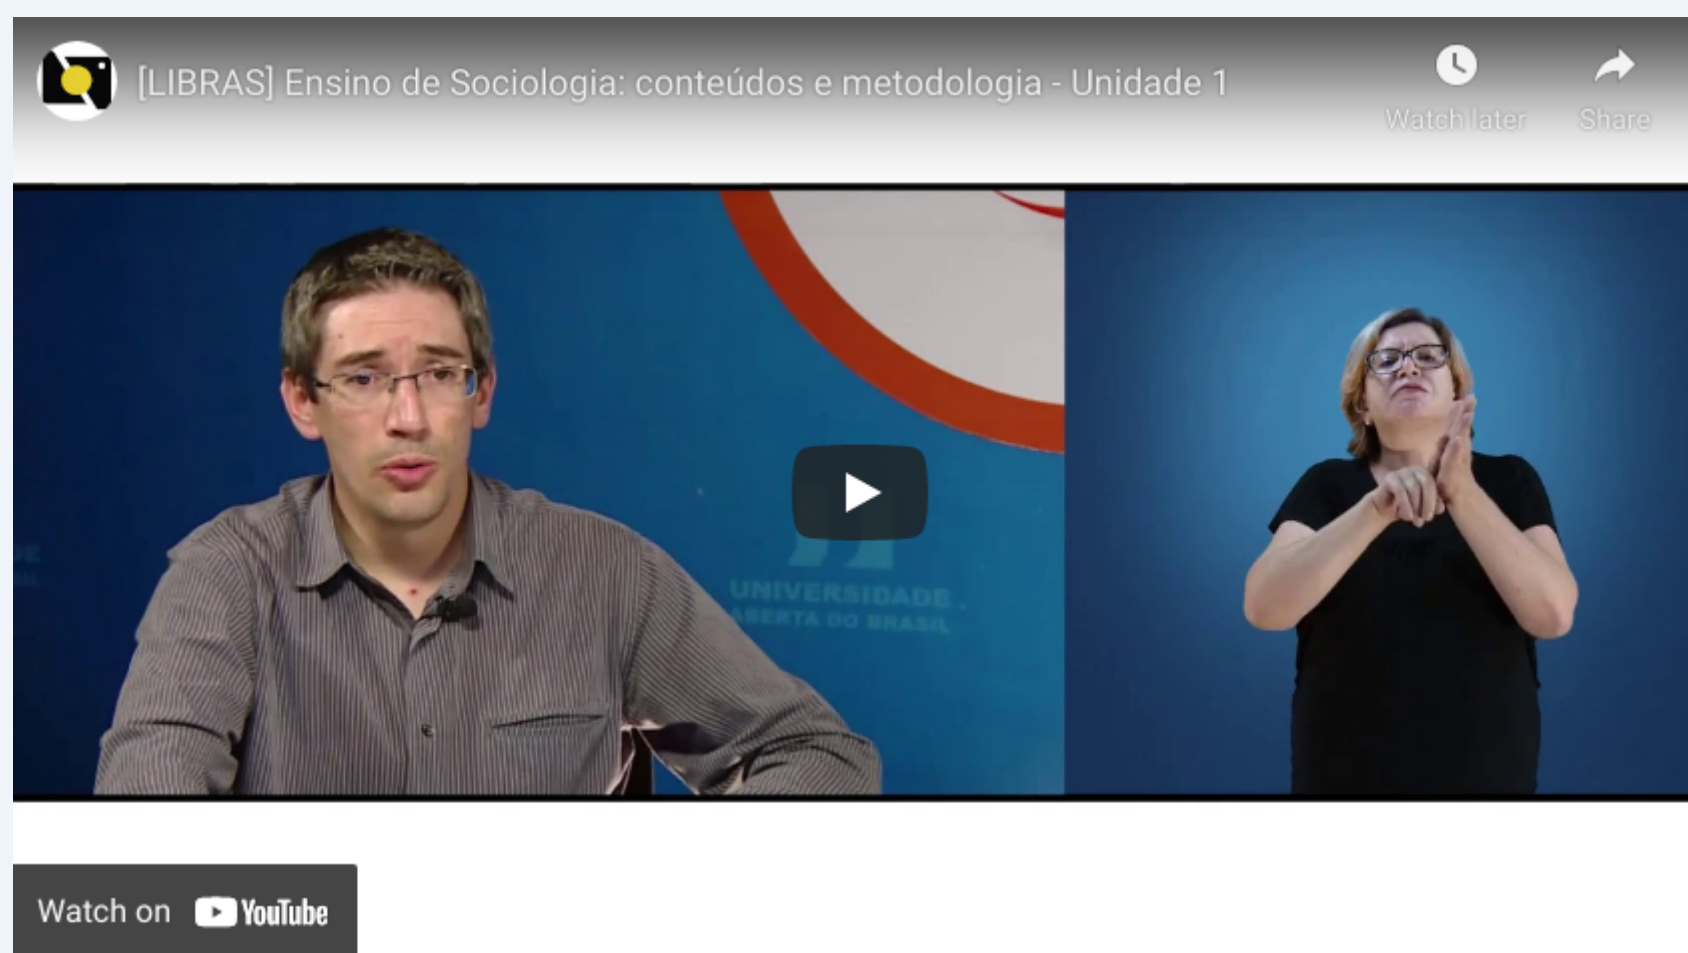 [LIBRAS] Ensino de Sociologia: conteúdos e metodologia - Unidade 1
Watch later
Share
UNIVERSIDADE
ABERTA DO BRASIL
Watch on YouTube